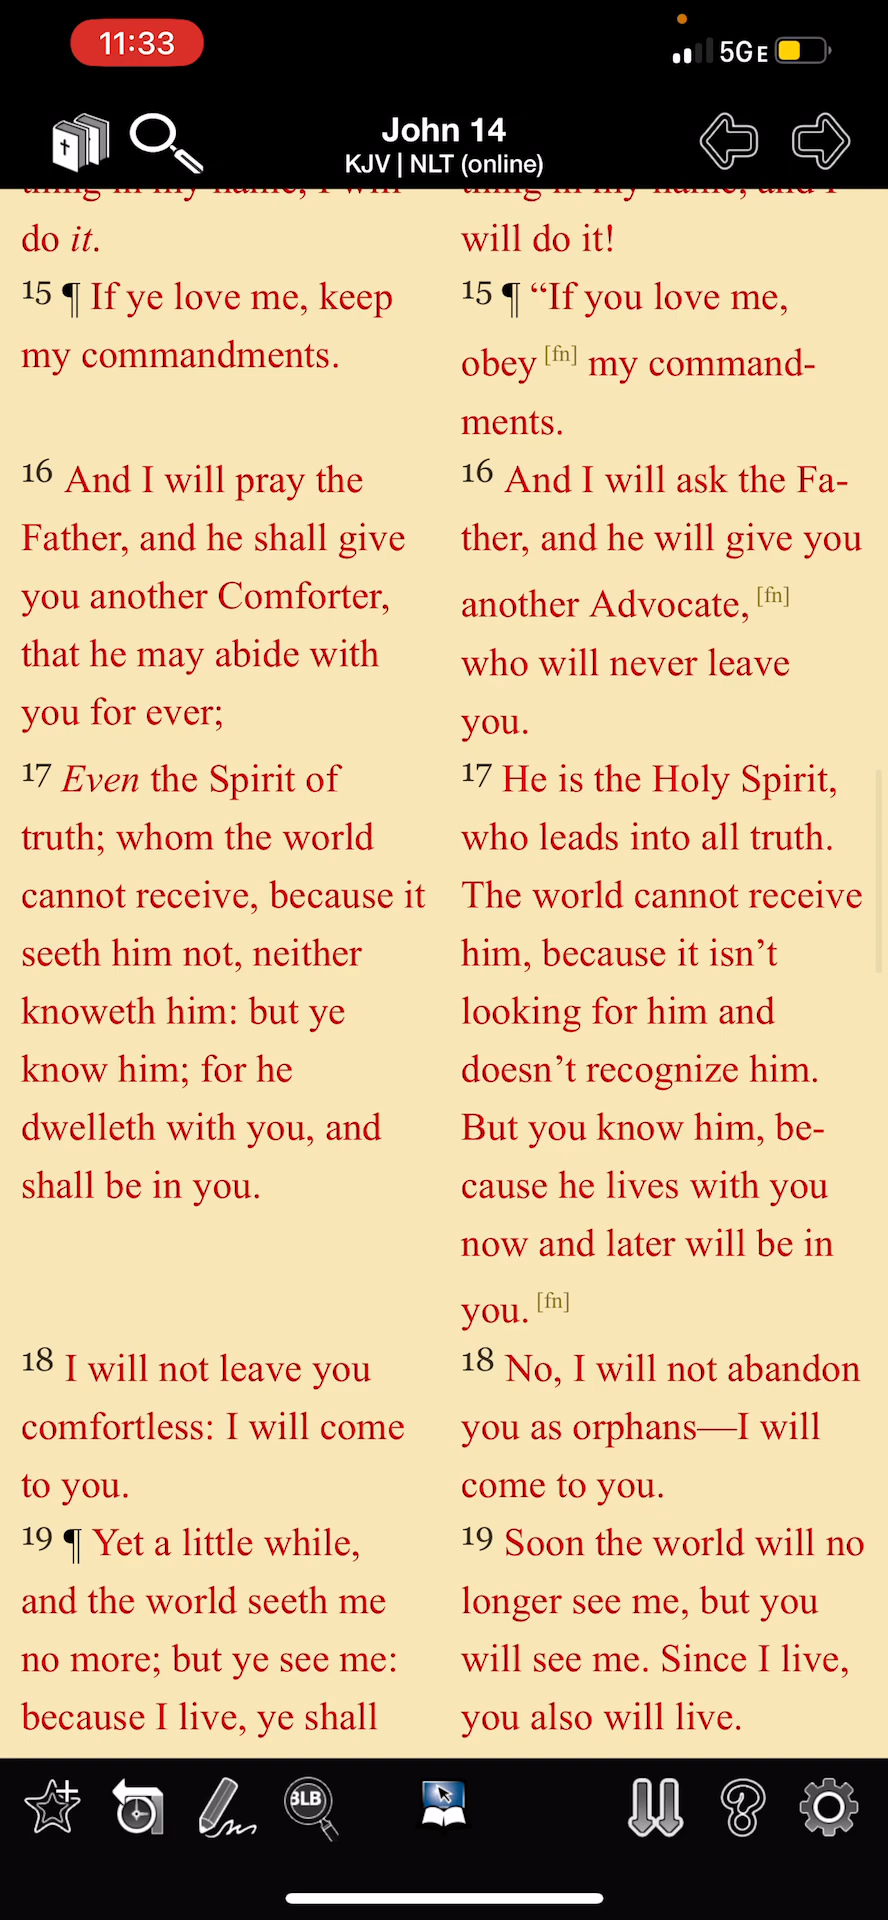 11:33
5GE
John 14
KJV | NLT (online)
thing in my name, I will
do it.
15 ¶ If ye love me, keep
my commandments.
16 And I will pray the
Father, and he shall give
you another Comforter,
that he may abide with
you for ever;
17 Even the Spirit of
truth; whom the world
cannot receive, because it
seeth him not, neither
knoweth him: but ye
know him; for he
dwelleth with you, and
shall be in you.
18 I will not leave you
comfortless: I will come
to you.
19 ¶ Yet a little while,
and the world seeth me
no more; but ye see me:
because I live, ye shall
thing in my name, and I
will do it!
15 ¶ “If you love me,
obey [fn] my command-
ments.
16 And I will ask the Fa-
ther, and he will give you
another Advocate, [fn]
who will never leave
you.
17 He is the Holy Spirit,
who leads into all truth.
The world cannot receive
him, because it isn’t
looking for him and
doesn’t recognize him.
But you know him, be-
cause he lives with you
now and later will be in
you. [fn]
18 No, I will not abandon
you as orphans—I will
come to you.
19 Soon the world will no
longer see me, but you
will see me. Since I live,
you also will live.
BLB